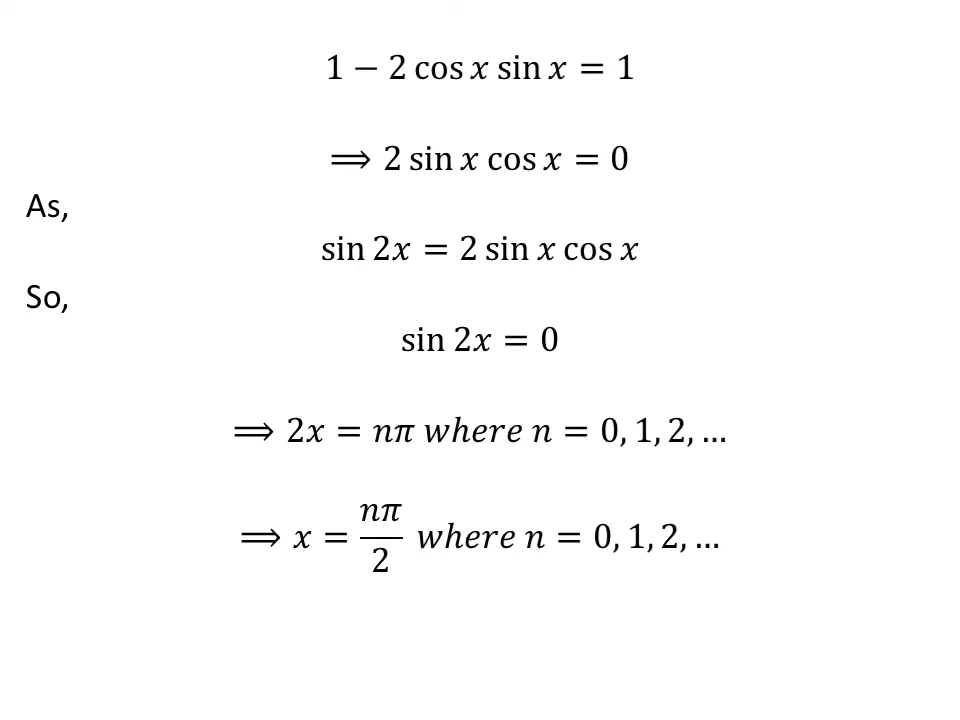 1 − 2 cos x sin x = 1
⟹ 2 sin x cos x = 0
As,
sin 2x = 2 sin x cos x
So,
sin 2x = 0
⟹ 2x = nπ where n = 0, 1, 2, …
⟹ x = nπ/2 where n = 0, 1, 2, …